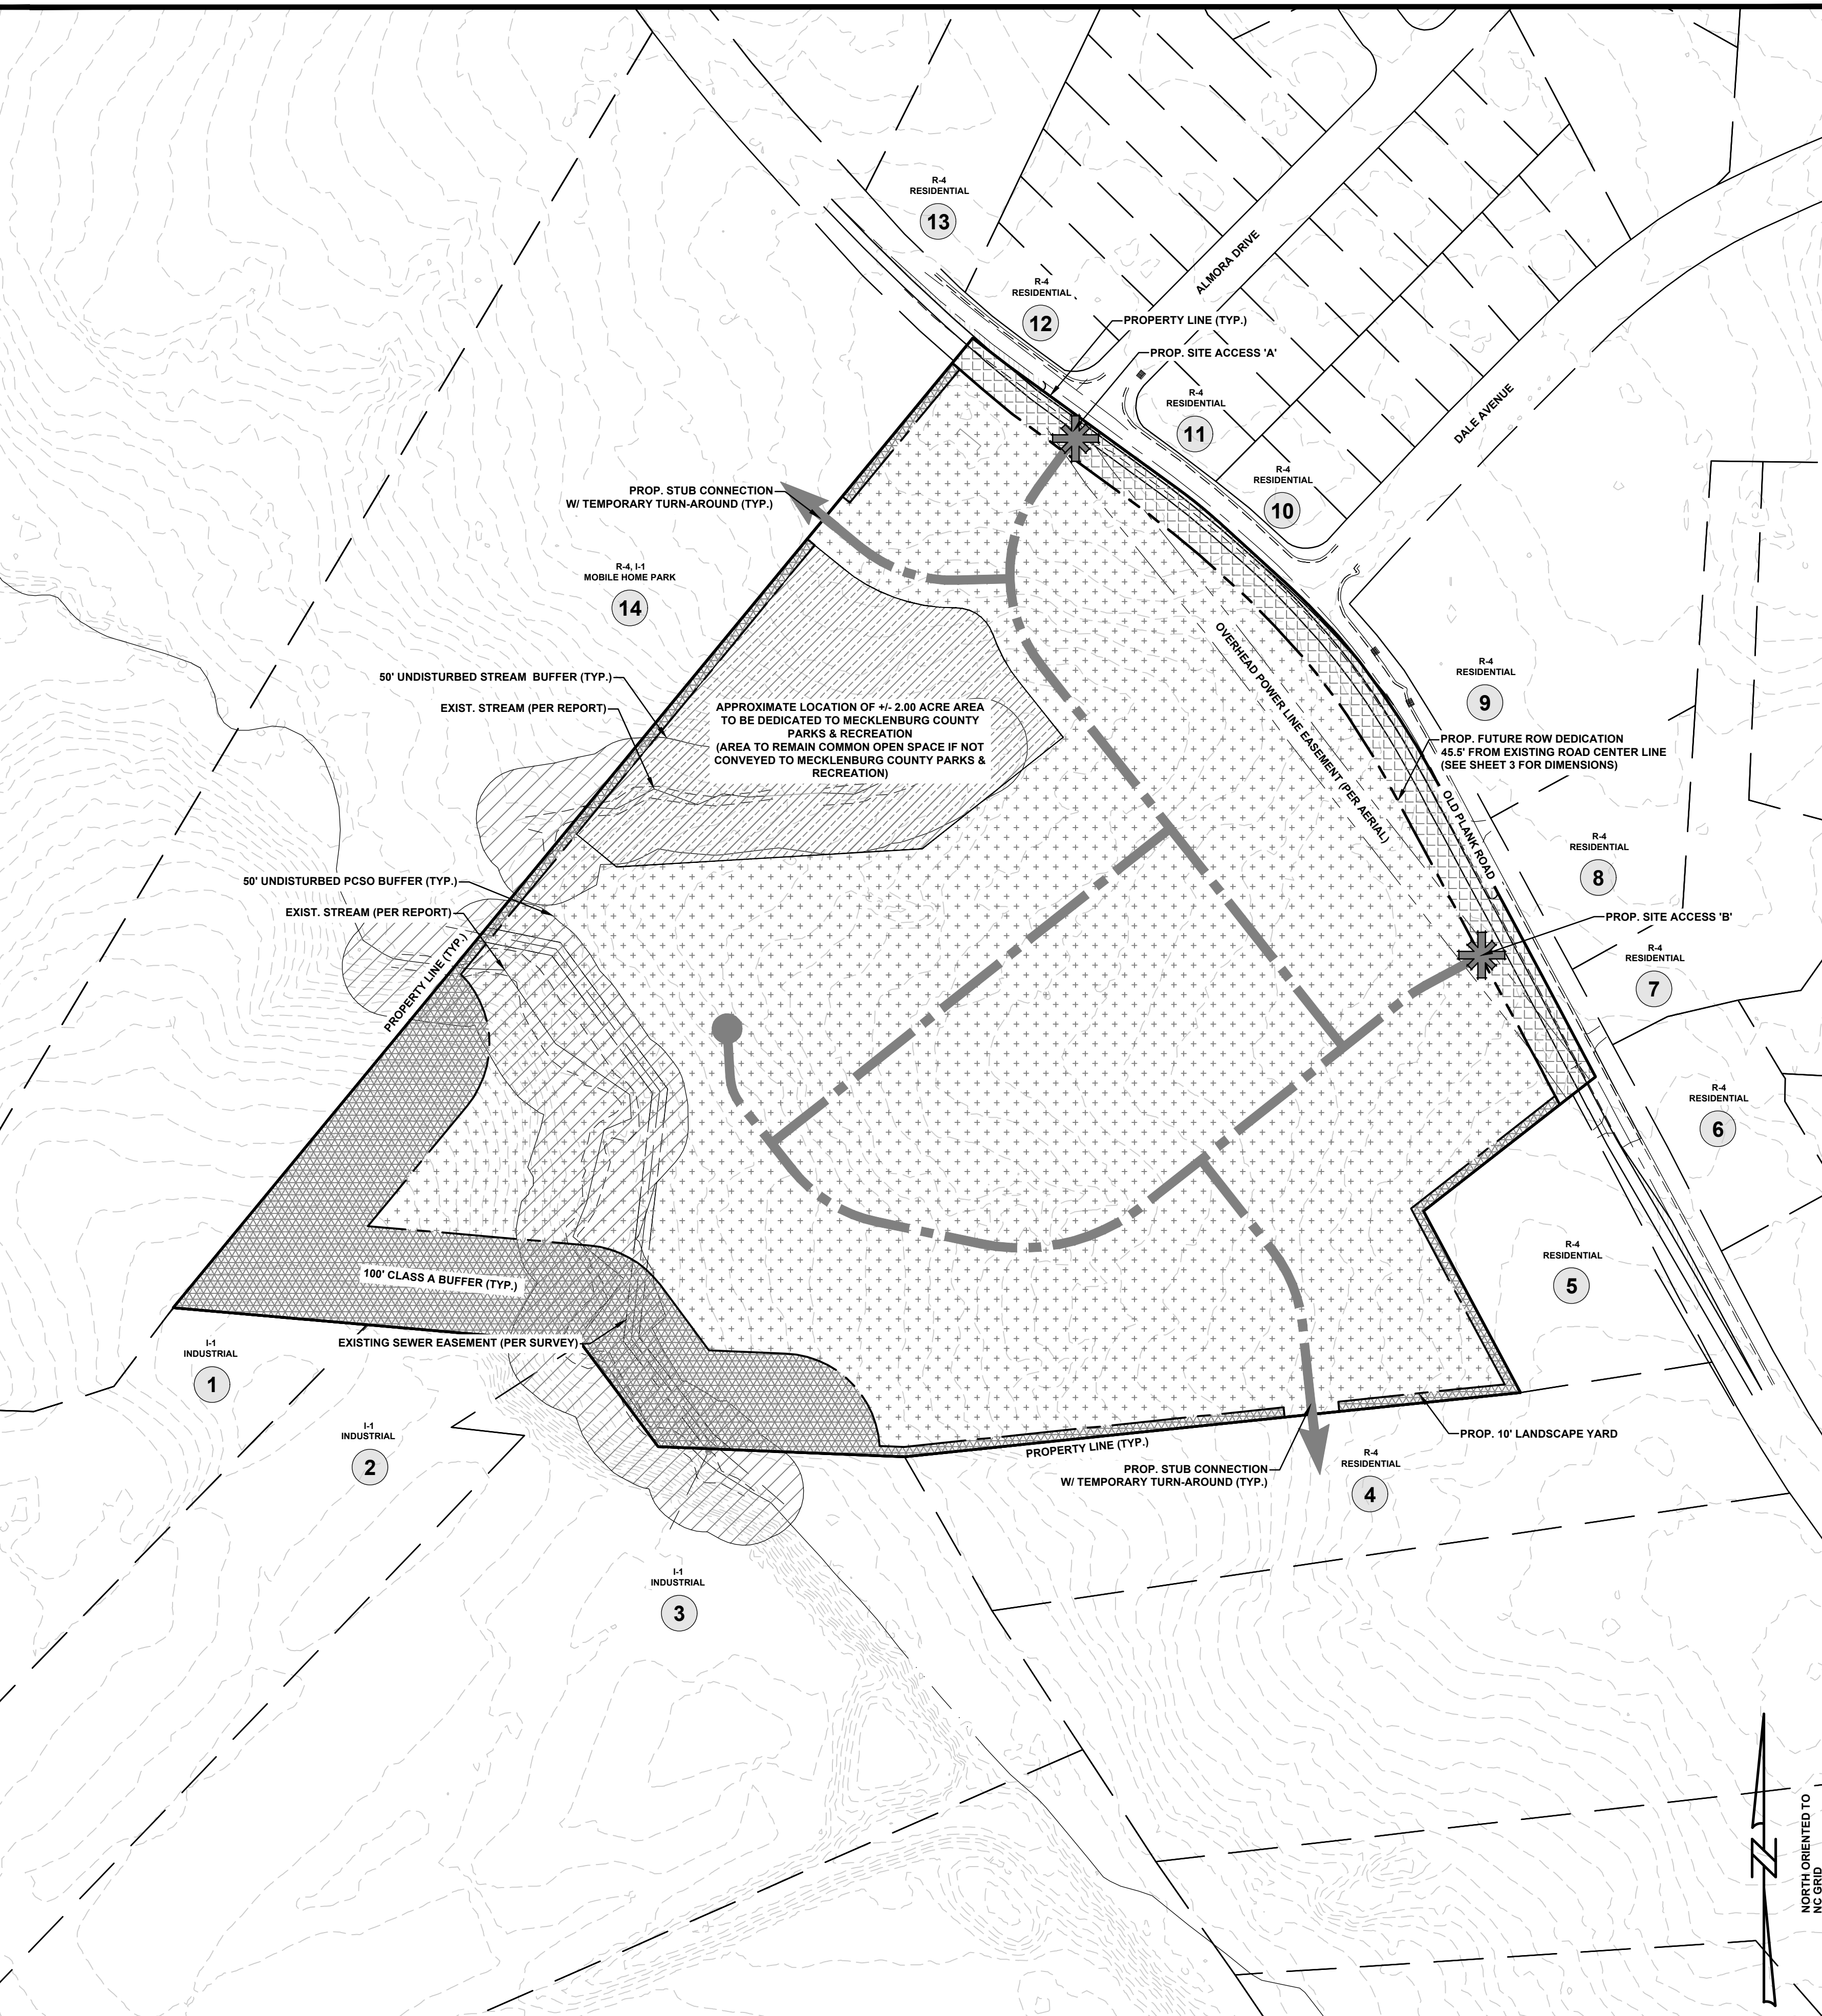 R-4
RESIDENTIAL
13
ALMORA DRIVE
R-4
RESIDENTIAL
12
PROPERTY LINE (TYP.)
PROP. SITE ACCESS 'A'
R-4
RESIDENTIAL
11
DALE AVENUE
R-4
RESIDENTIAL
10
PROP. STUB CONNECTION
W/ TEMPORARY TURN-AROUND (TYP.)
R-4, I-1
MOBILE HOME PARK
14
OVERHEAD POWER LINE EASEMENT (PER AERIAL)
50' UNDISTURBED STREAM BUFFER (TYP.)
EXIST. STREAM (PER REPORT)
APPROXIMATE LOCATION OF +/- 2.00 ACRE AREA
TO BE DEDICATED TO MECKLENBURG COUNTY
PARKS & RECREATION
(AREA TO REMAIN COMMON OPEN SPACE IF NOT
CONVEYED TO MECKLENBURG COUNTY PARKS &
RECREATION)
R-4
RESIDENTIAL
9
PROP. FUTURE ROW DEDICATION
45.5' FROM EXISTING ROAD CENTER LINE
(SEE SHEET 3 FOR DIMENSIONS)
OLD PLANK ROAD
R-4
RESIDENTIAL
8
50' UNDISTURBED PCSO BUFFER (TYP.)
EXIST. STREAM (PER REPORT)
PROPERTY LINE (TYP.)
PROP. SITE ACCESS 'B'
R-4
RESIDENTIAL
7
R-4
RESIDENTIAL
6
R-4
RESIDENTIAL
5
100' CLASS A BUFFER (TYP.)
EXISTING SEWER EASEMENT (PER SURVEY)
I-1
INDUSTRIAL
1
I-1
INDUSTRIAL
2
PROPERTY LINE (TYP.)
PROP. 10' LANDSCAPE YARD
PROP. STUB CONNECTION
W/ TEMPORARY TURN-AROUND (TYP.)
R-4
RESIDENTIAL
4
I-1
INDUSTRIAL
3
NORTH ORIENTED TO
NC GRID